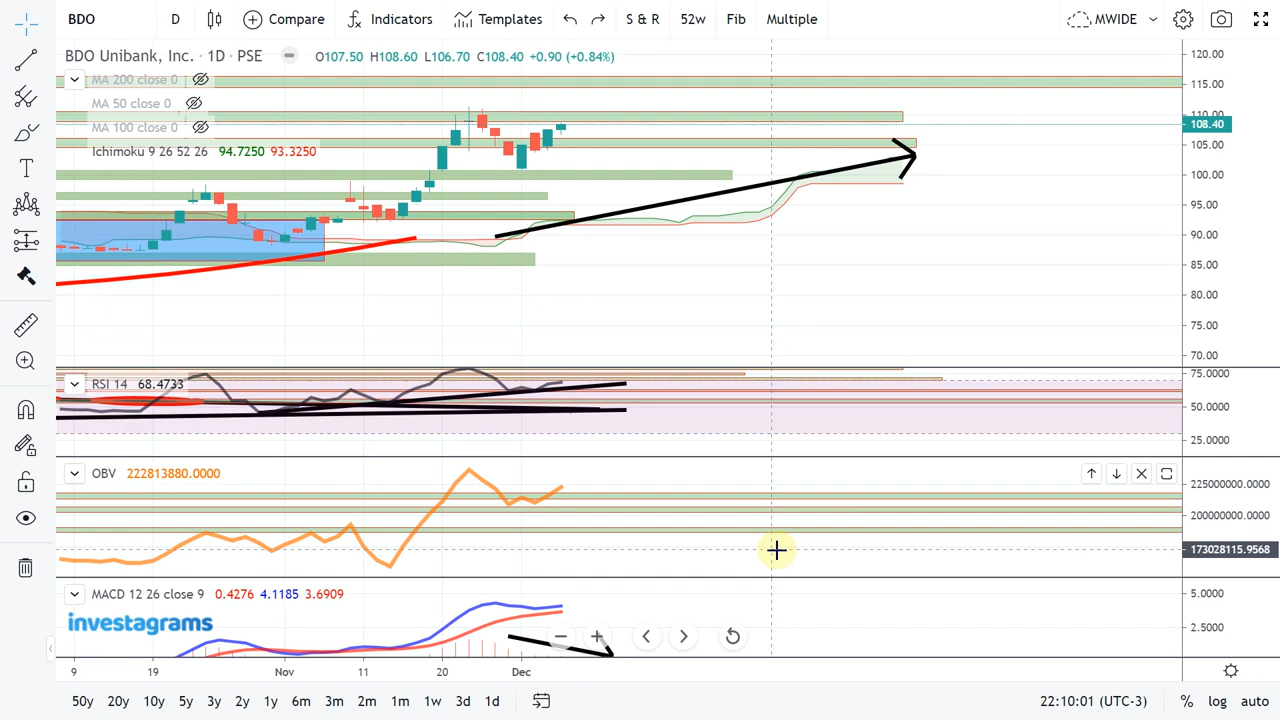 BDO D Compare Indicators Templates S & R 52w Fib Multiple MWIDE
BDO Unibank, Inc. · 1D · PSE O107.50 H108.60 L106.70 C108.40 +0.90 (+0.84%)
MA 200 close 0
MA 50 close 0
MA 100 close 0
Ichimoku 9 26 52 26 94.7250 93.3250
120.00
115.00
110.00
108.40
105.00
100.00
95.00
90.00
85.00
80.00
75.00
70.00
RSI 14 68.4733
75.0000
50.0000
25.0000
OBV 222813880.0000
225000000.0000
200000000.0000
173028115.9568
MACD 12 26 close 9 0.4276 4.1185 3.6909
5.0000
2.5000
investagrams
9 19 Nov 11 20 Dec
50y 20y 10y 5y 3y 2y 1y 6m 3m 2m 1m 1w 3d 1d 22:10:01 (UTC-3) % log auto